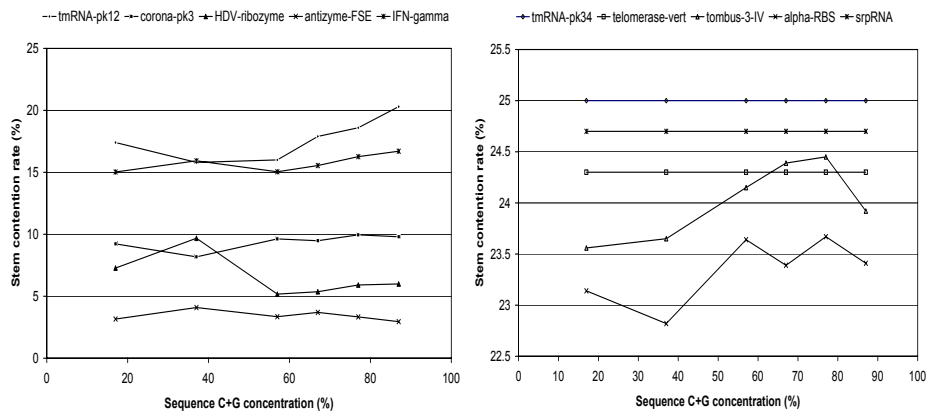 tmRNA-pk12 corona-pk3 HDV-ribozyme antizyme-FSE IFN-gamma
25
20
15
10
5
0
0 20 40 60 80 100
Stem contention rate (%)
Sequence C+G concentration (%)
tmRNA-pk34 telomerase-vert tombus-3-IV alpha-RBS srpRNA
25.5
25
24.5
24
23.5
23
22.5
0 10 20 30 40 50 60 70 80 90 100
Stem contention rate (%)
Sequence C+G concentration (%)